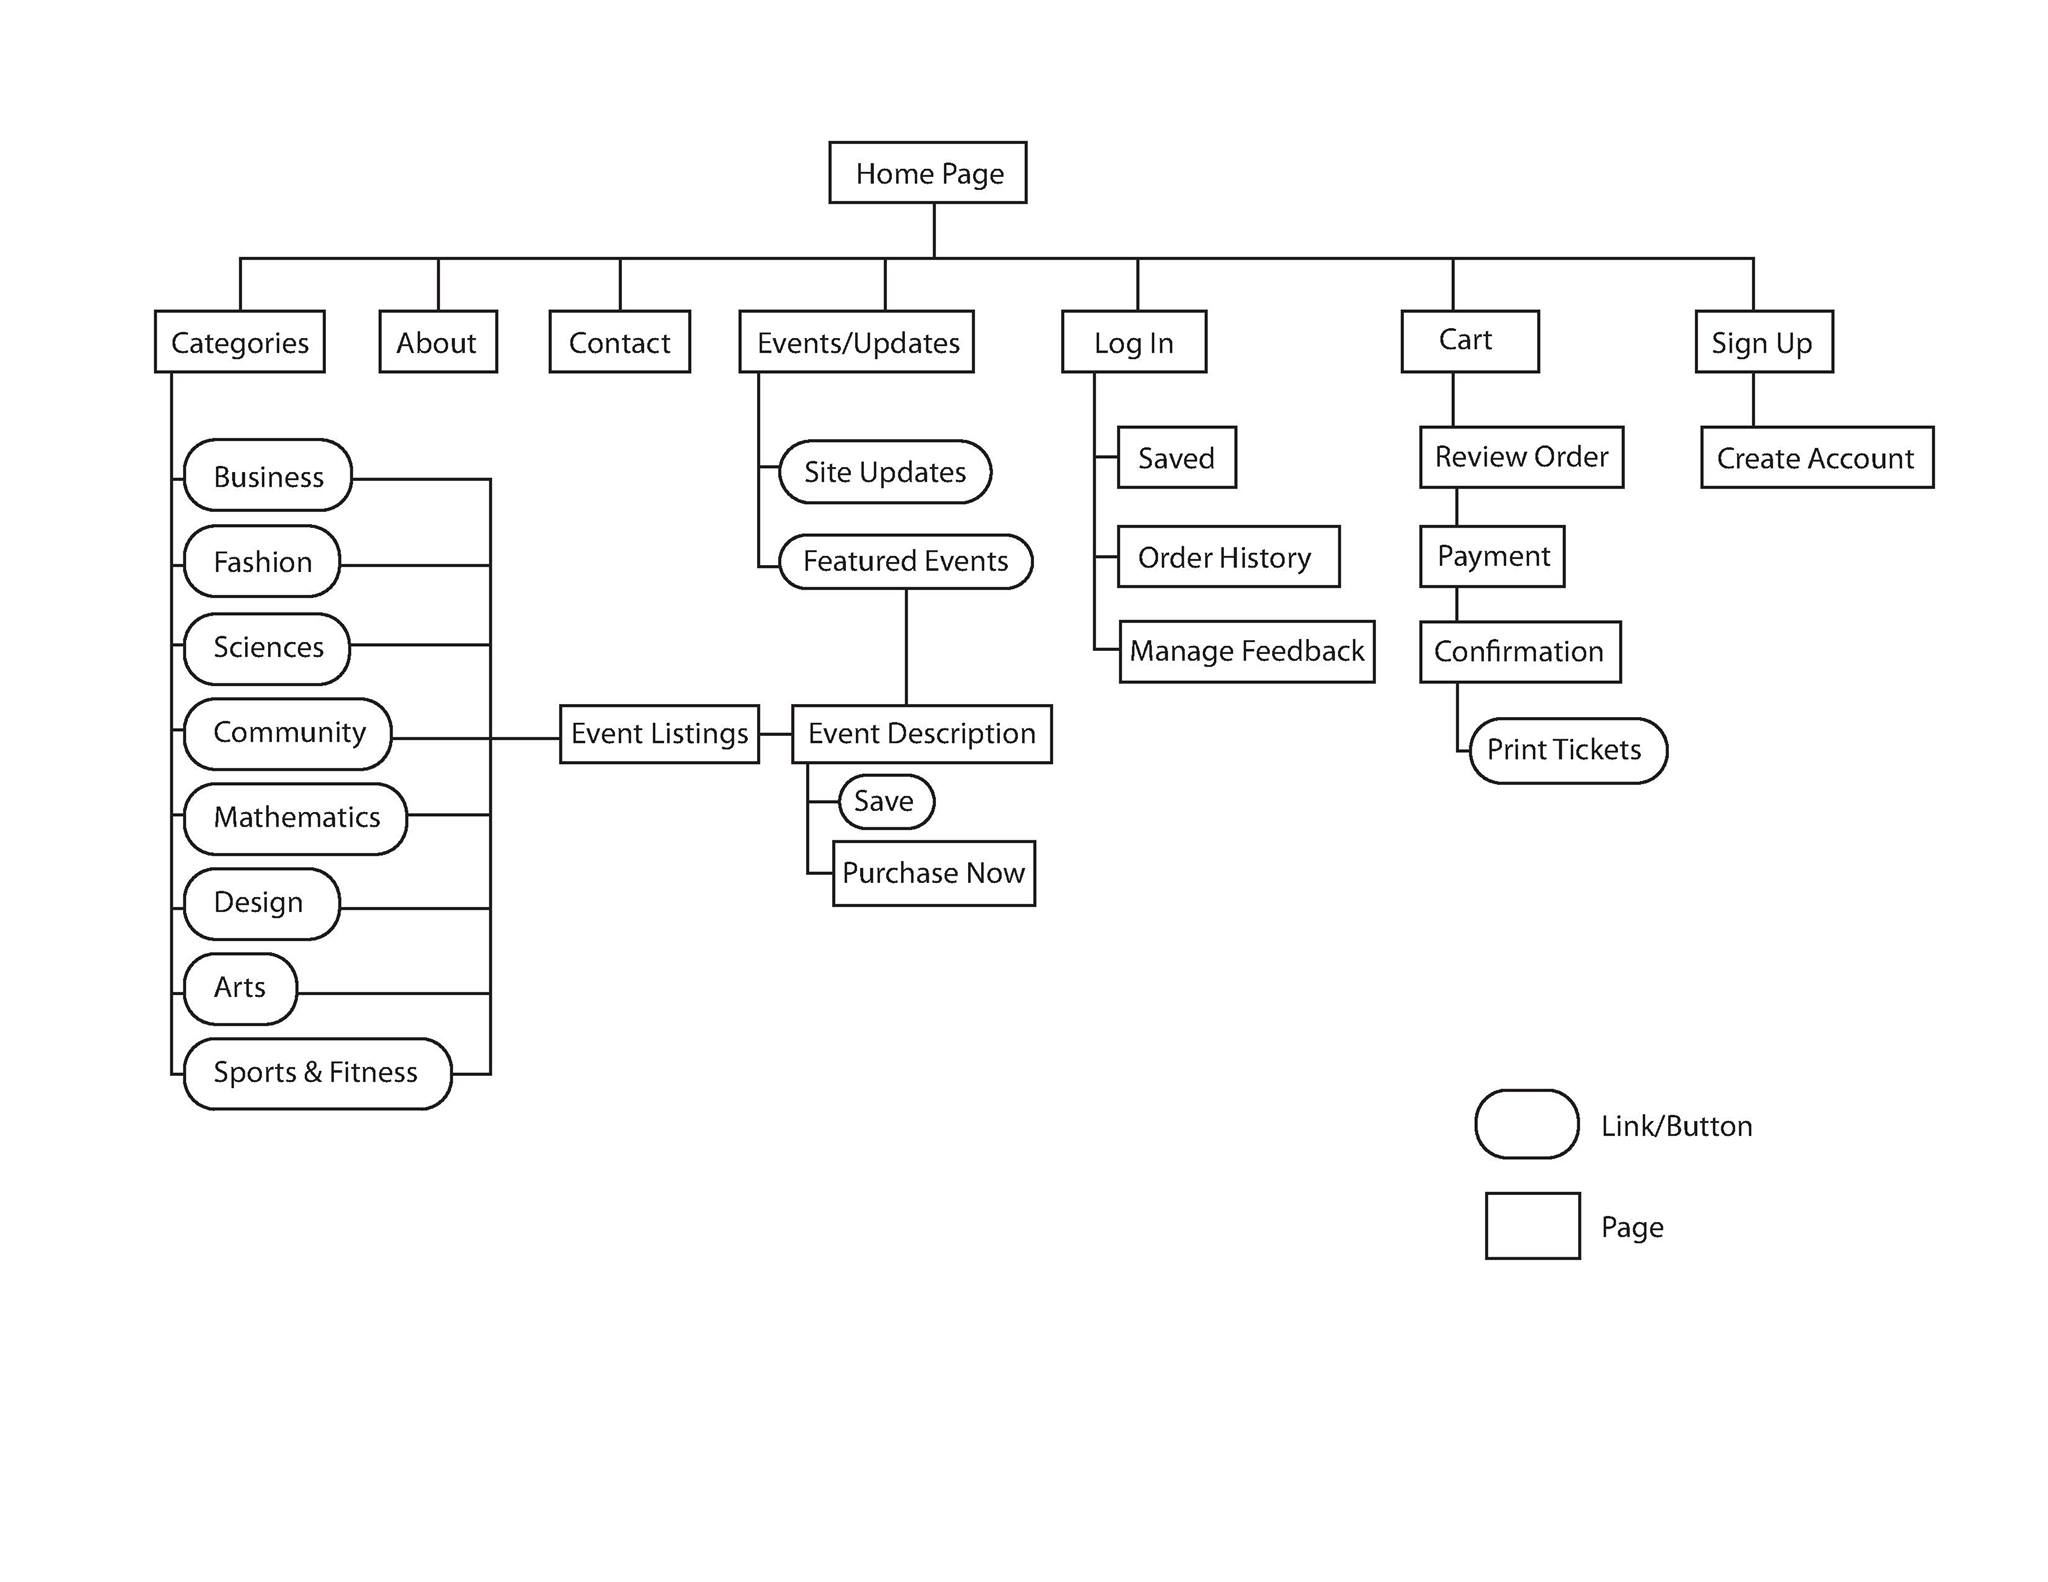 Home Page
Categories
About
Contact
Events/Updates
Log In
Cart
Sign Up
Business
Fashion
Sciences
Community
Mathematics
Design
Arts
Sports & Fitness
Event Listings
Site Updates
Featured Events
Event Description
Save
Purchase Now
Saved
Order History
Manage Feedback
Review Order
Payment
Confirmation
Print Tickets
Create Account
Link/Button
Page